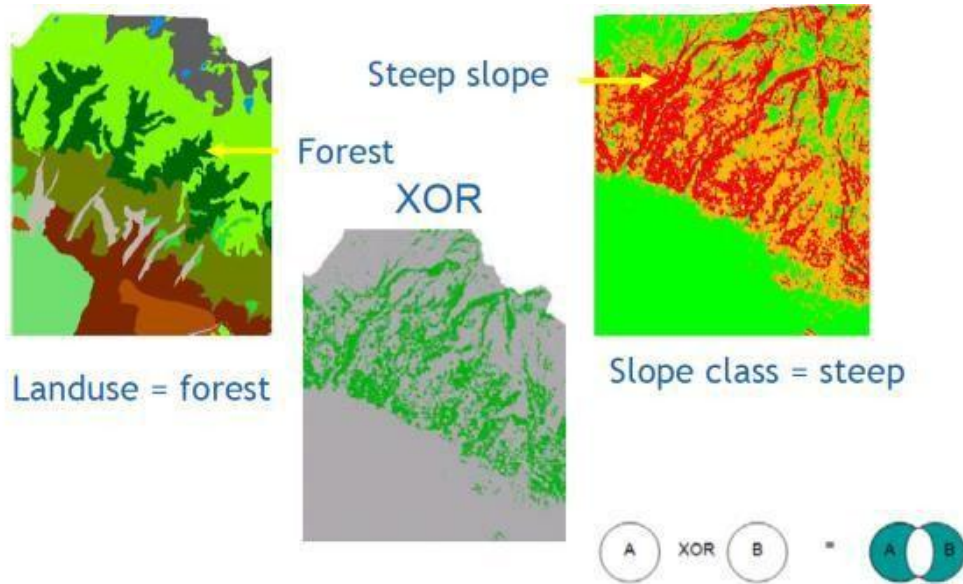 Steep slope
Forest
XOR
Landuse = forest
Slope class = steep
A XOR B = A B